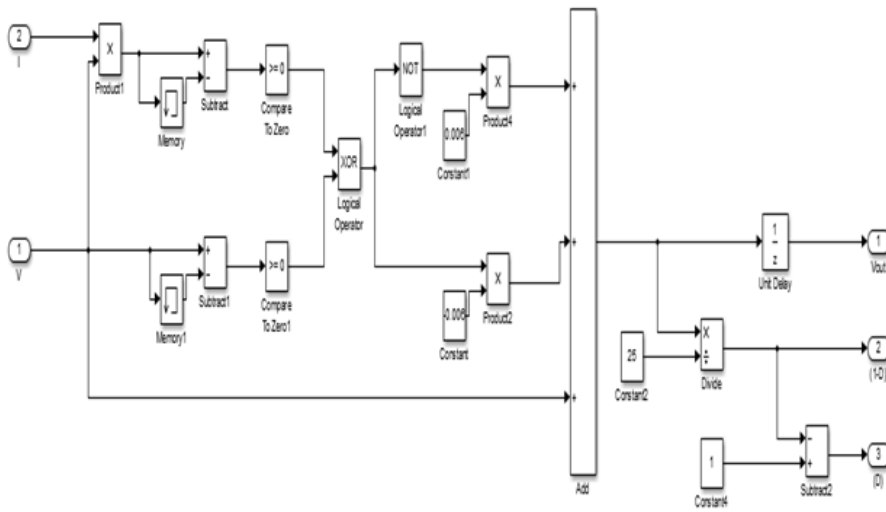 2
I
X
Product1
+
−
Subtract
Memory
>= 0
Compare
To Zero
XOR
Logical
Operator
NOT
Logical
Operator1
0.006
Constant1
X
Product4
+
1
V
+
−
Subtract1
Memory1
>= 0
Compare
To Zero1
-0.006
Constant
X
Product2
+
+
Add
1
z
Unit Delay
1
Vout
25
Constant2
X
÷
Divide
2
(1-D)
1
Constant4
−
+
Subtract2
3
(D)